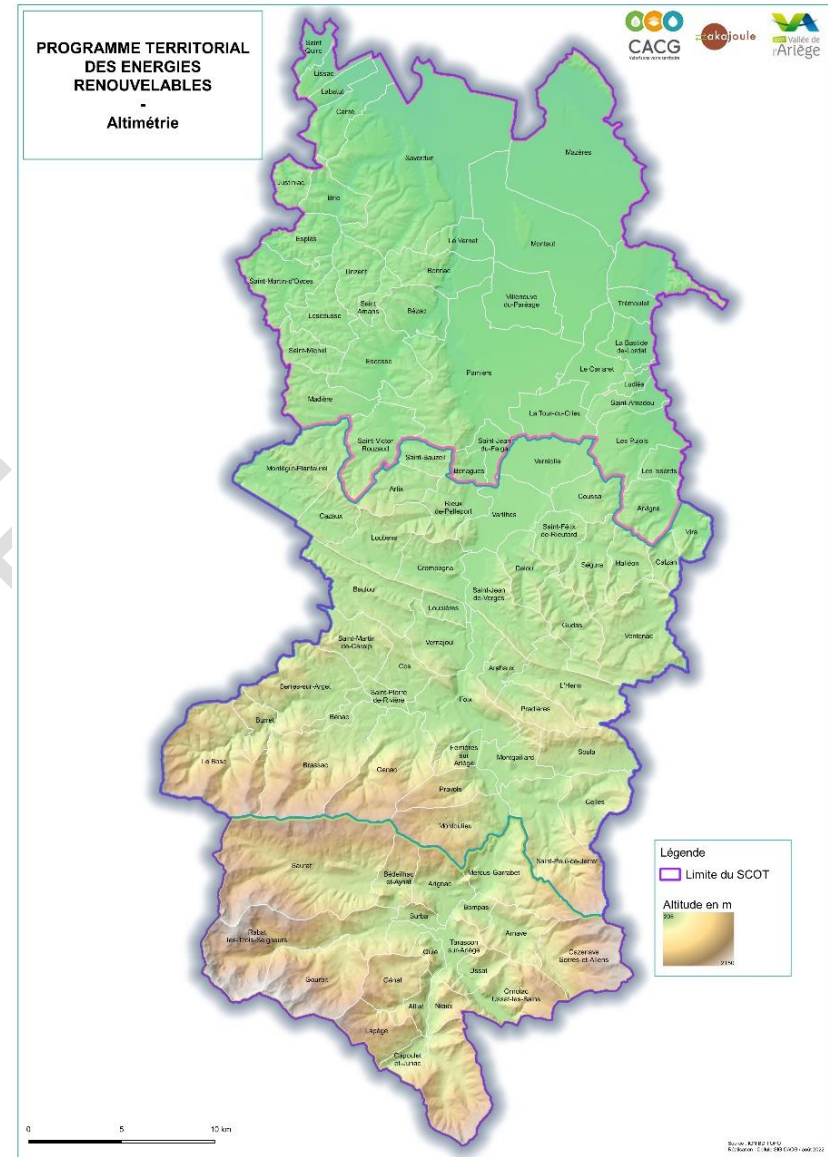 PROGRAMME TERRITORIAL
DES ENERGIES
RENOUVELABLES
-
Altimétrie
CACG
akajoule
Vallée de
l'Ariège
Saint
Quirc
Lissac
Labatut
Canté
Saverdun
Mazères
Justiniac
Brie
Esplas
Le Vernet
Montaut
Unzent
Bonnac
Saint-Martin-d'Oydes
Villeneuve
du-Paréage
Trémoulet
Saint
Amans
Lescousse
Bézac
La Bastide
de-Lordat
Saint-Michel
Escosse
Pamiers
Le Carlaret
Ludiès
Madière
Saint-Amadou
La Tour-du-Crieu
Saint-Victor
Rouzaud
Saint-Jean
du-Falga
Les Pujols
Saint-Bauzeil
Benagues
Verniolle
Les Issards
Montégut-Plantaurel
Artix
Rieux
de-Pelleport
Coussa
Arvigna
Cazaux
Varilhes
Saint-Félix
de-Rieutord
Vira
Loubens
Crampagna
Dalou
Ségura
Malléon
Calzan
Baulou
Saint-Jean
de-Verges
Loubières
Gudas
Ventenac
Saint-Martin
de-Caralp
Vernajoul
Cos
Arabaux
L'Herm
Serres-sur-Arget
Saint-Pierre
de-Rivière
Foix
Pradières
Burret
Bénac
Ferrières
sur
Ariège
Montgaillard
Soula
Le Bosc
Brassac
Ganac
Prayols
Celles
Montoulieu
Saint-Paul-de-Jarrat
Saurat
Bédeilhac
et-Aynat
Mercus-Garrabet
Arignac
Bompas
Surba
Rabat
les-Trois-Seigneurs
Arnave
Tarascon
sur-Ariège
Cazenave
Serres-et-Allens
Quié
Ussat
Gourbit
Génat
Ornolac
Ussat-les-Bains
Alliat
Niaux
Lapège
Capoulet
et-Junac
Légende
Limite du SCOT
Altitude en m
2150
0
5
10 km